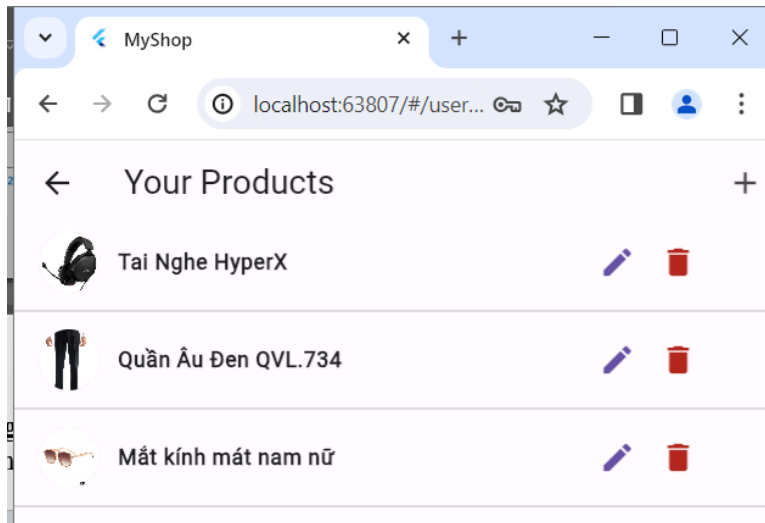 MyShop
localhost:63807/#/user...
Your Products
Tai Nghe HyperX
Quần Âu Đen QVL.734
Mắt kính mát nam nữ